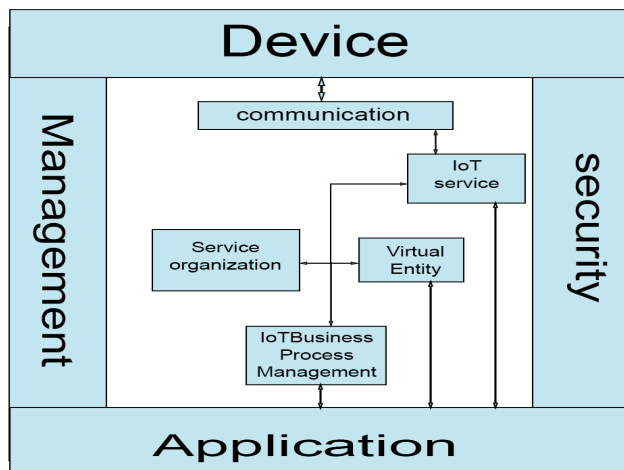 Device
Management
security
communication
IoT
service
Service
organization
Virtual
Entity
IoTBusiness
Process
Management
Application